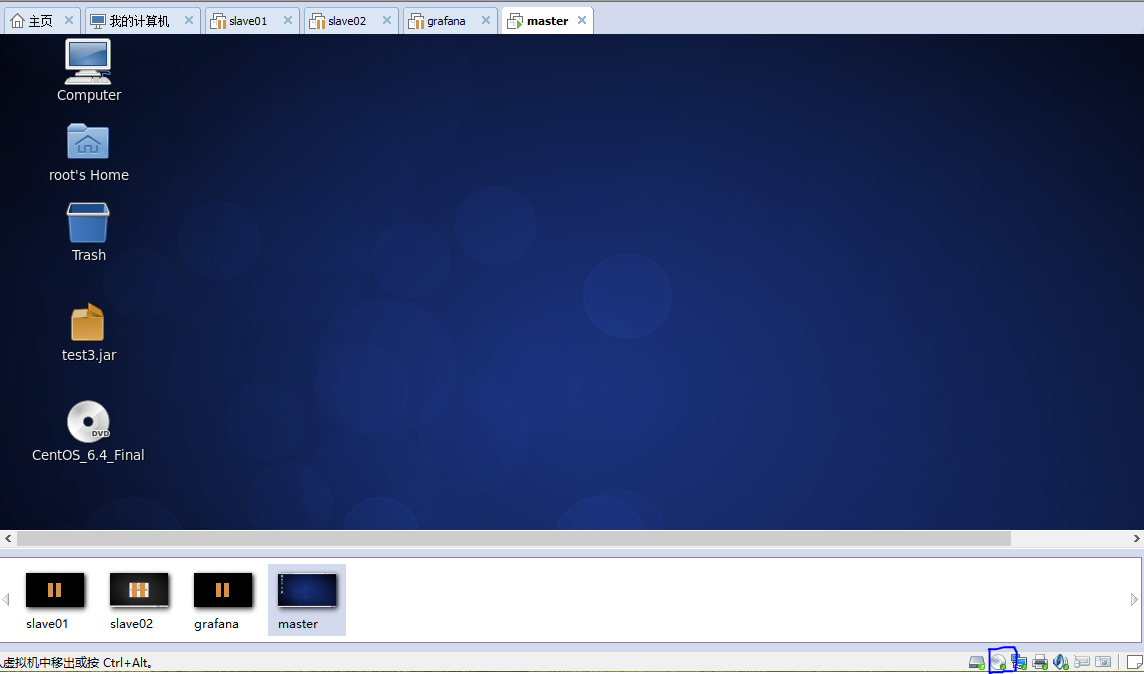 主页
我的计算机
slave01
slave02
grafana
master
Computer
root's Home
Trash
test3.jar
DVD
CentOS_6.4_Final
slave01
slave02
grafana
master
虚拟机中移出或按 Ctrl+Alt。